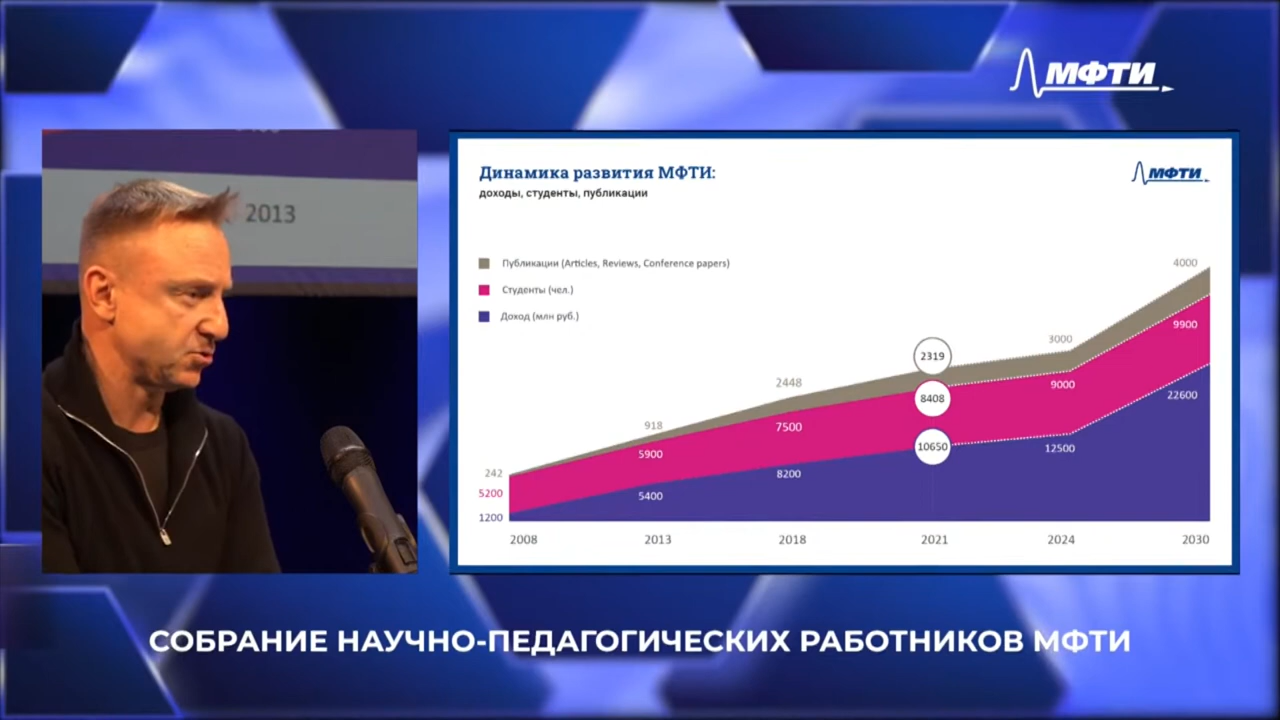 МФТИ
2013
Динамика развития МФТИ:
доходы, студенты, публикации
МФТИ
Публикации (Articles, Reviews, Conference papers)
Студенты (чел.)
Доход (млн руб.)
4000
9900
22600
3000
9000
12500
2319
8408
10650
2448
7500
8200
918
5900
5400
242
5200
1200
2008 2013 2018 2021 2024 2030
СОБРАНИЕ НАУЧНО-ПЕДАГОГИЧЕСКИХ РАБОТНИКОВ МФТИ